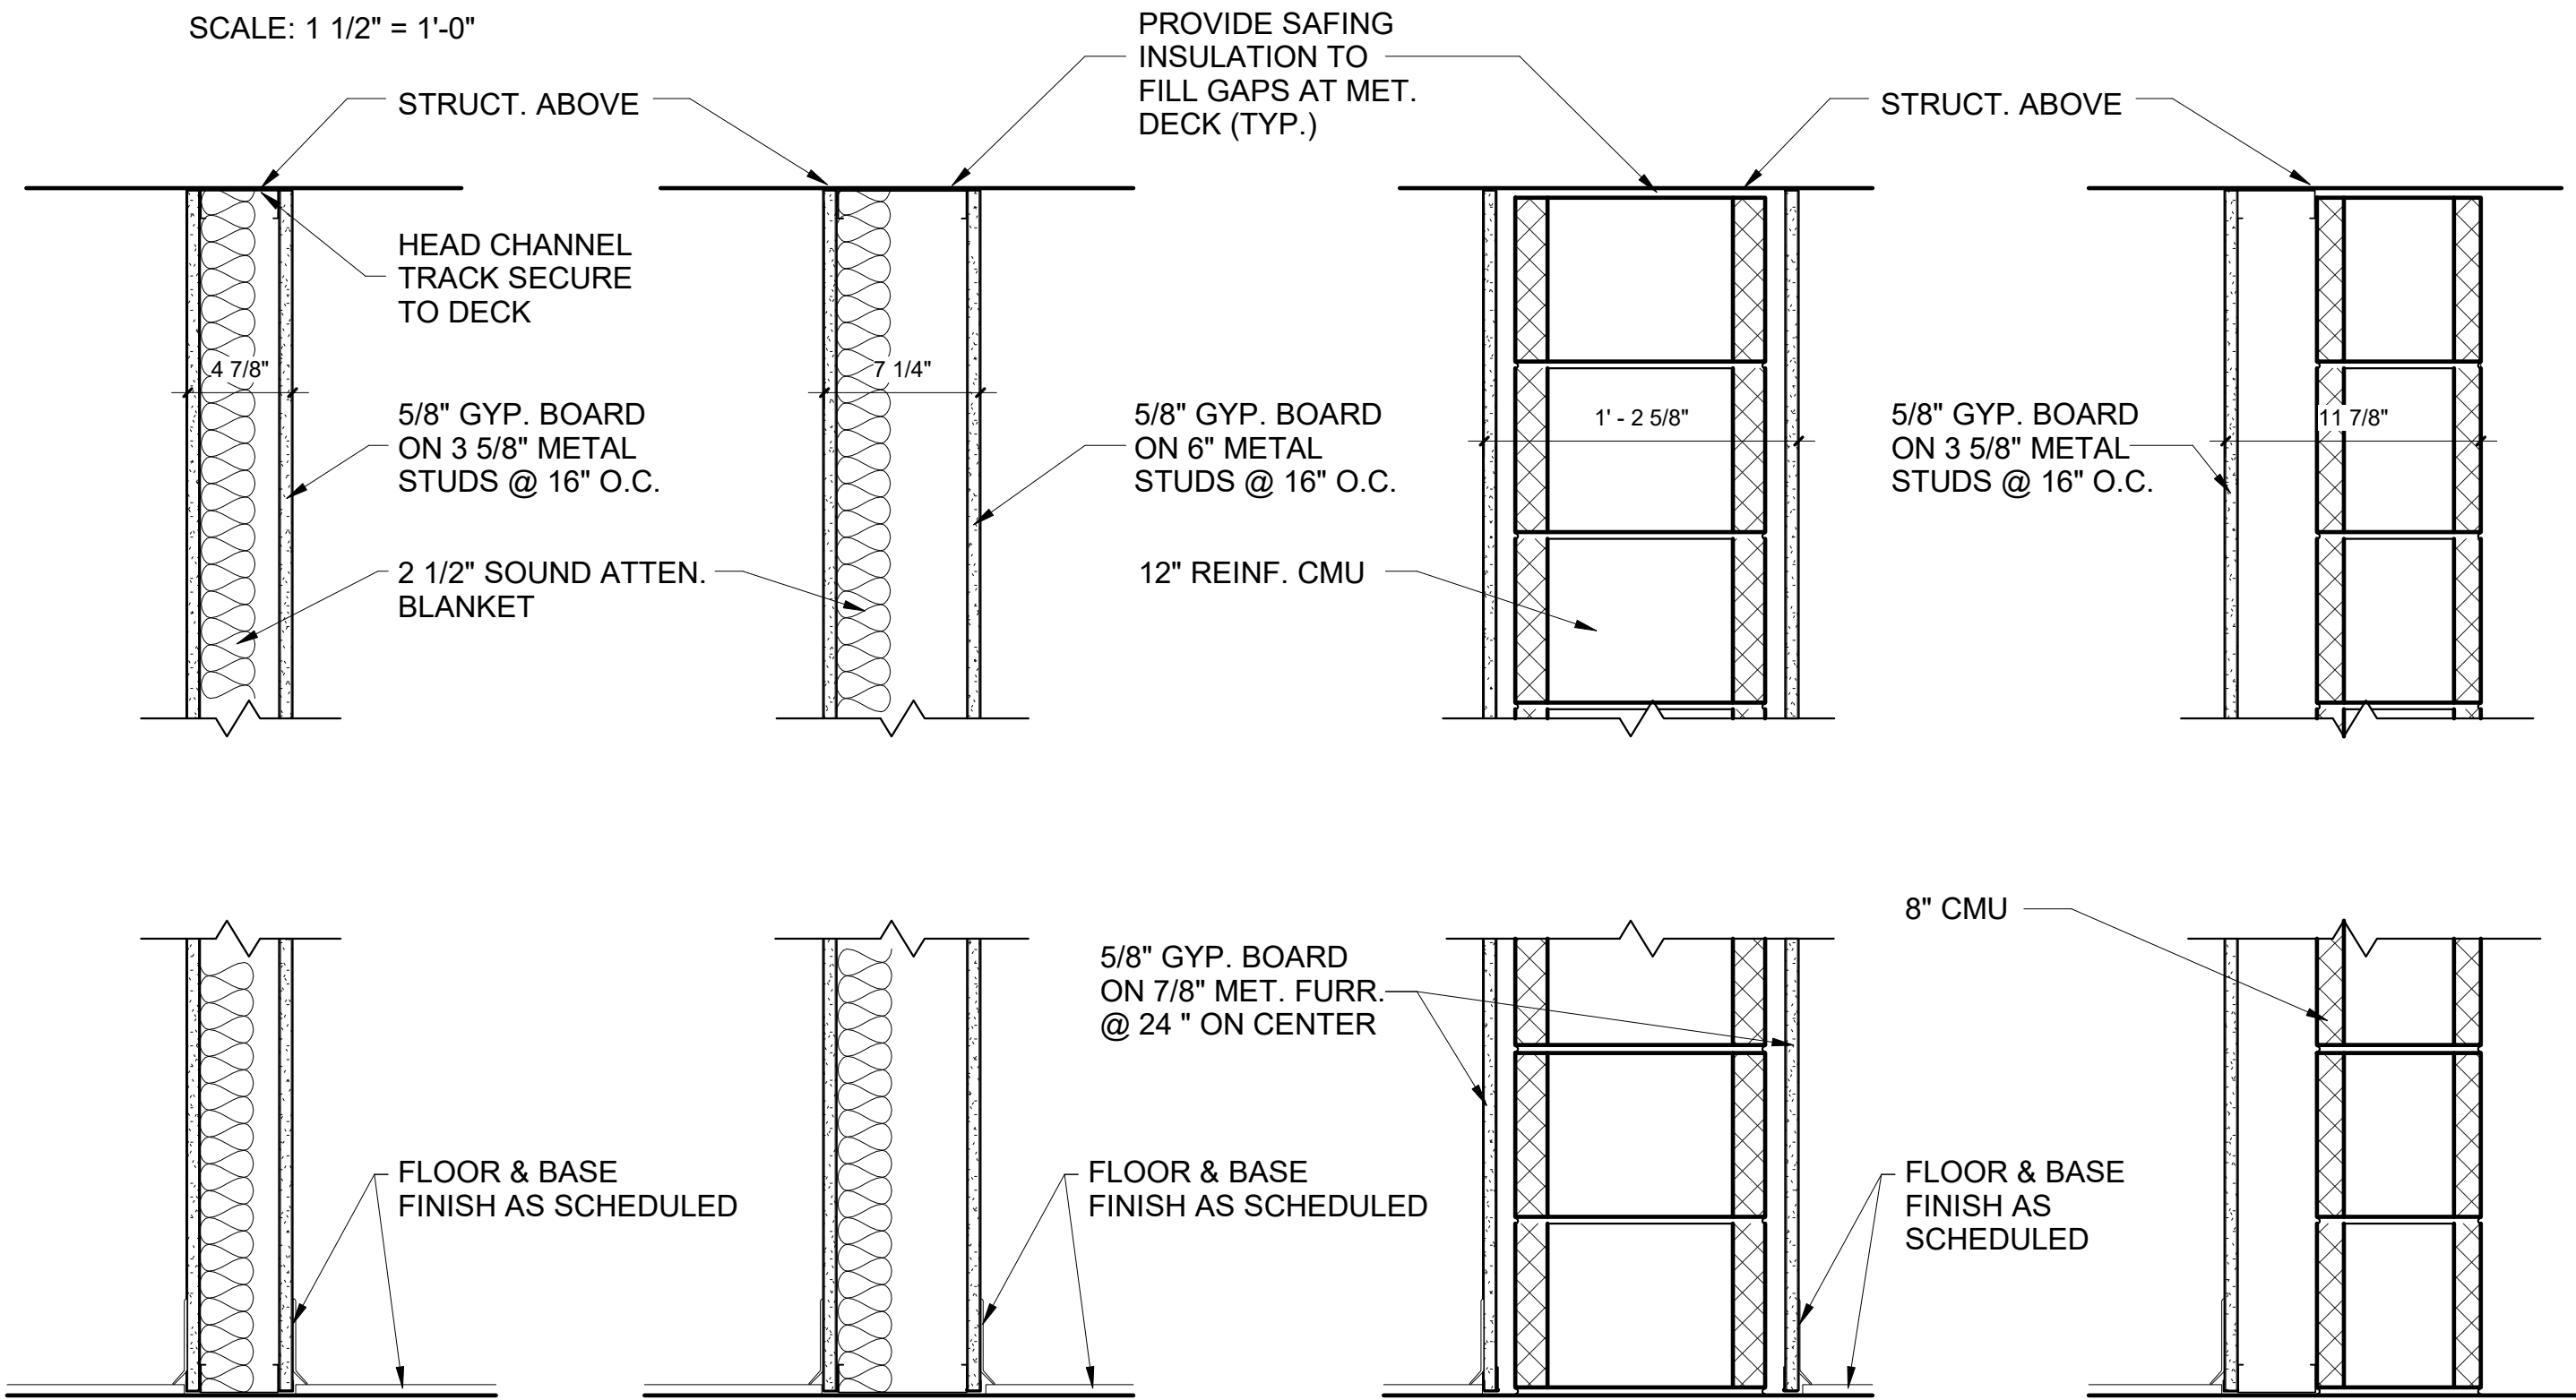 SCALE: 1 1/2" = 1'-0"
STRUCT. ABOVE
PROVIDE SAFING
INSULATION TO
FILL GAPS AT MET.
DECK (TYP.)
STRUCT. ABOVE
HEAD CHANNEL
TRACK SECURE
TO DECK
4 7/8"
7 1/4"
1' - 2 5/8"
11 7/8"
5/8" GYP. BOARD
ON 3 5/8" METAL
STUDS @ 16" O.C.
5/8" GYP. BOARD
ON 6" METAL
STUDS @ 16" O.C.
5/8" GYP. BOARD
ON 3 5/8" METAL
STUDS @ 16" O.C.
2 1/2" SOUND ATTEN.
BLANKET
12" REINF. CMU
8" CMU
5/8" GYP. BOARD
ON 7/8" MET. FURR.
@ 24 " ON CENTER
FLOOR & BASE
FINISH AS SCHEDULED
FLOOR & BASE
FINISH AS SCHEDULED
FLOOR & BASE
FINISH AS
SCHEDULED